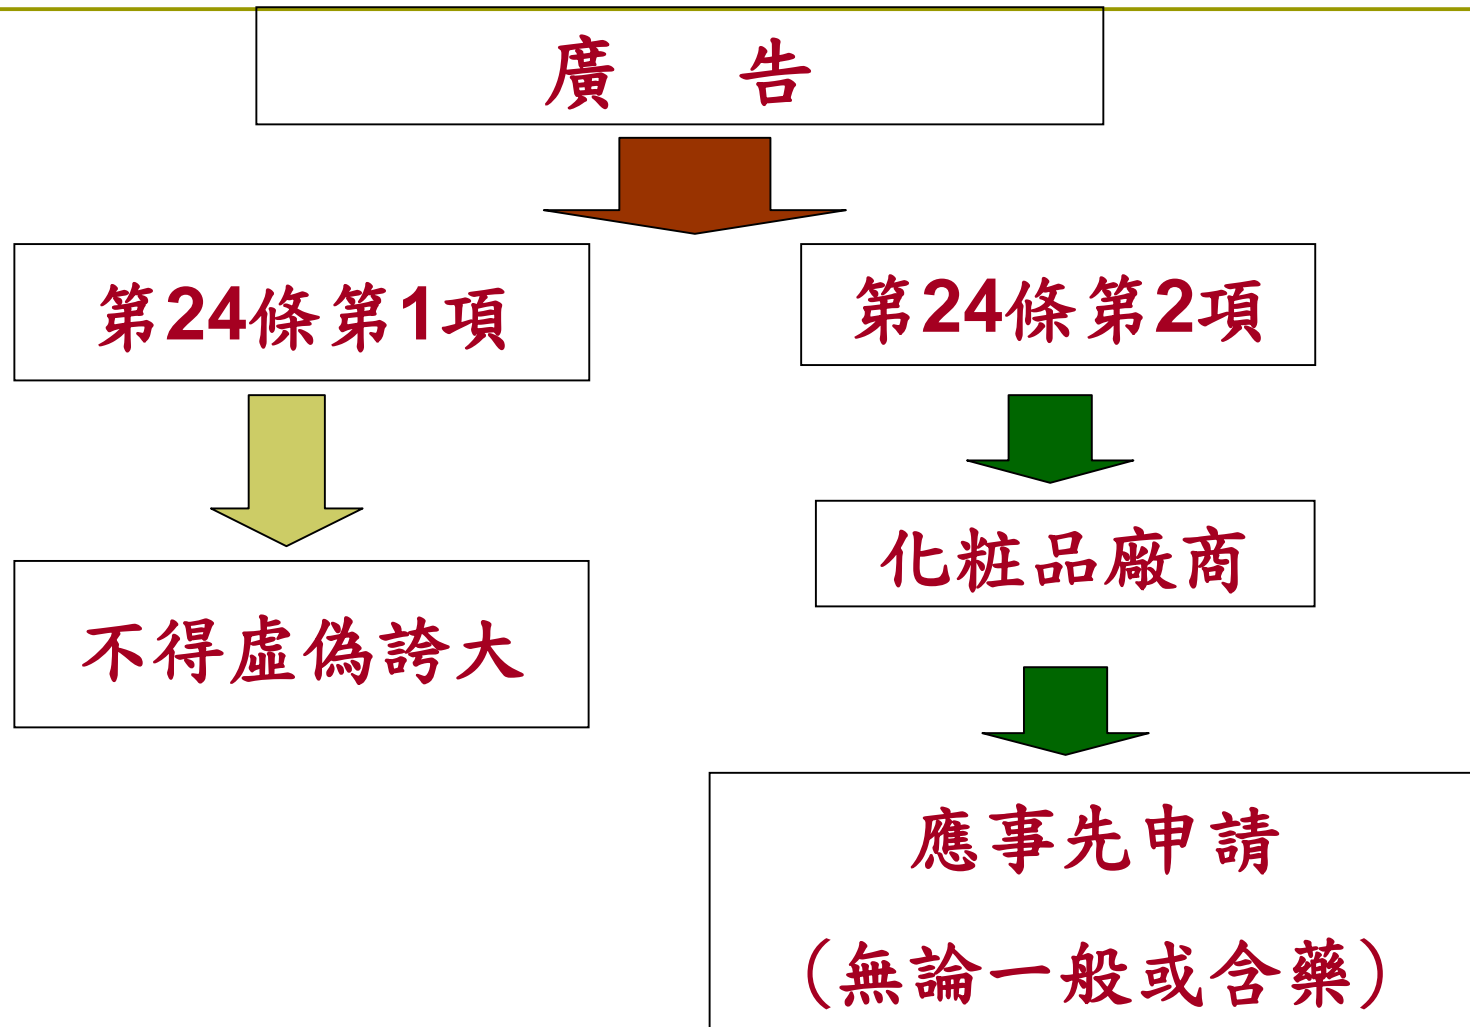 廣 告
第24條第1項
第24條第2項
不得虛偽誇大
化粧品廠商
應事先申請
(無論一般或含藥)